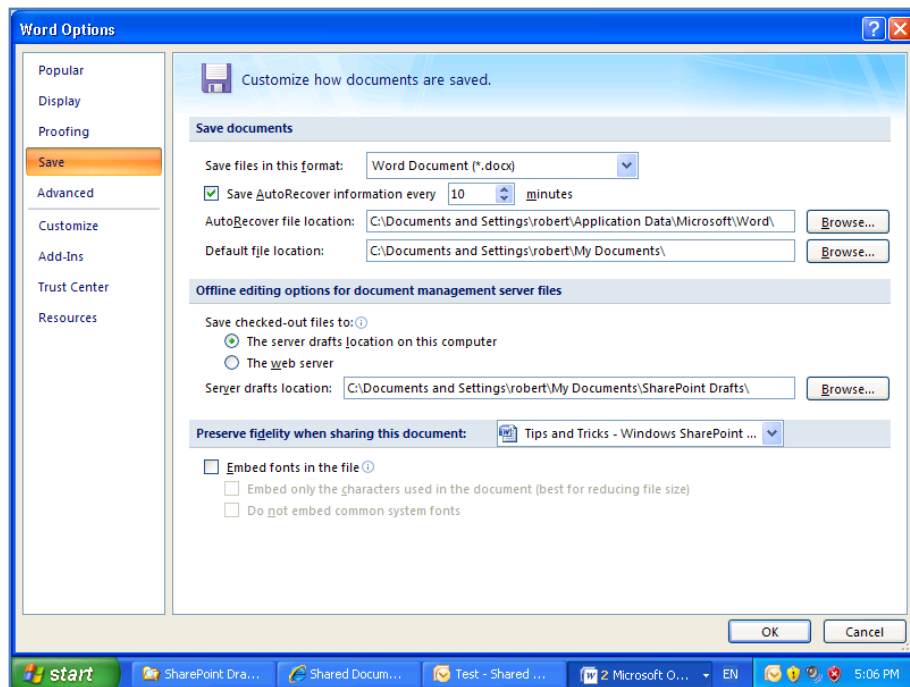 Word Options
Popular
Display
Proofing
Save
Advanced
Customize
Add-Ins
Trust Center
Resources
Customize how documents are saved.
Save documents
Save files in this format: Word Document (*.docx)
Save AutoRecover information every 10 minutes
AutoRecover file location: C:\Documents and Settings\robert\Application Data\Microsoft\Word\ Browse...
Default file location: C:\Documents and Settings\robert\My Documents\ Browse...
Offline editing options for document management server files
Save checked-out files to:
The server drafts location on this computer
The web server
Server drafts location: C:\Documents and Settings\robert\My Documents\SharePoint Drafts\ Browse...
Preserve fidelity when sharing this document: Tips and Tricks - Windows SharePoint ...
Embed fonts in the file
Embed only the characters used in the document (best for reducing file size)
Do not embed common system fonts
OK Cancel
start SharePoint Dra... Shared Docum... Test - Shared ... 2 Microsoft O... EN 5:06 PM